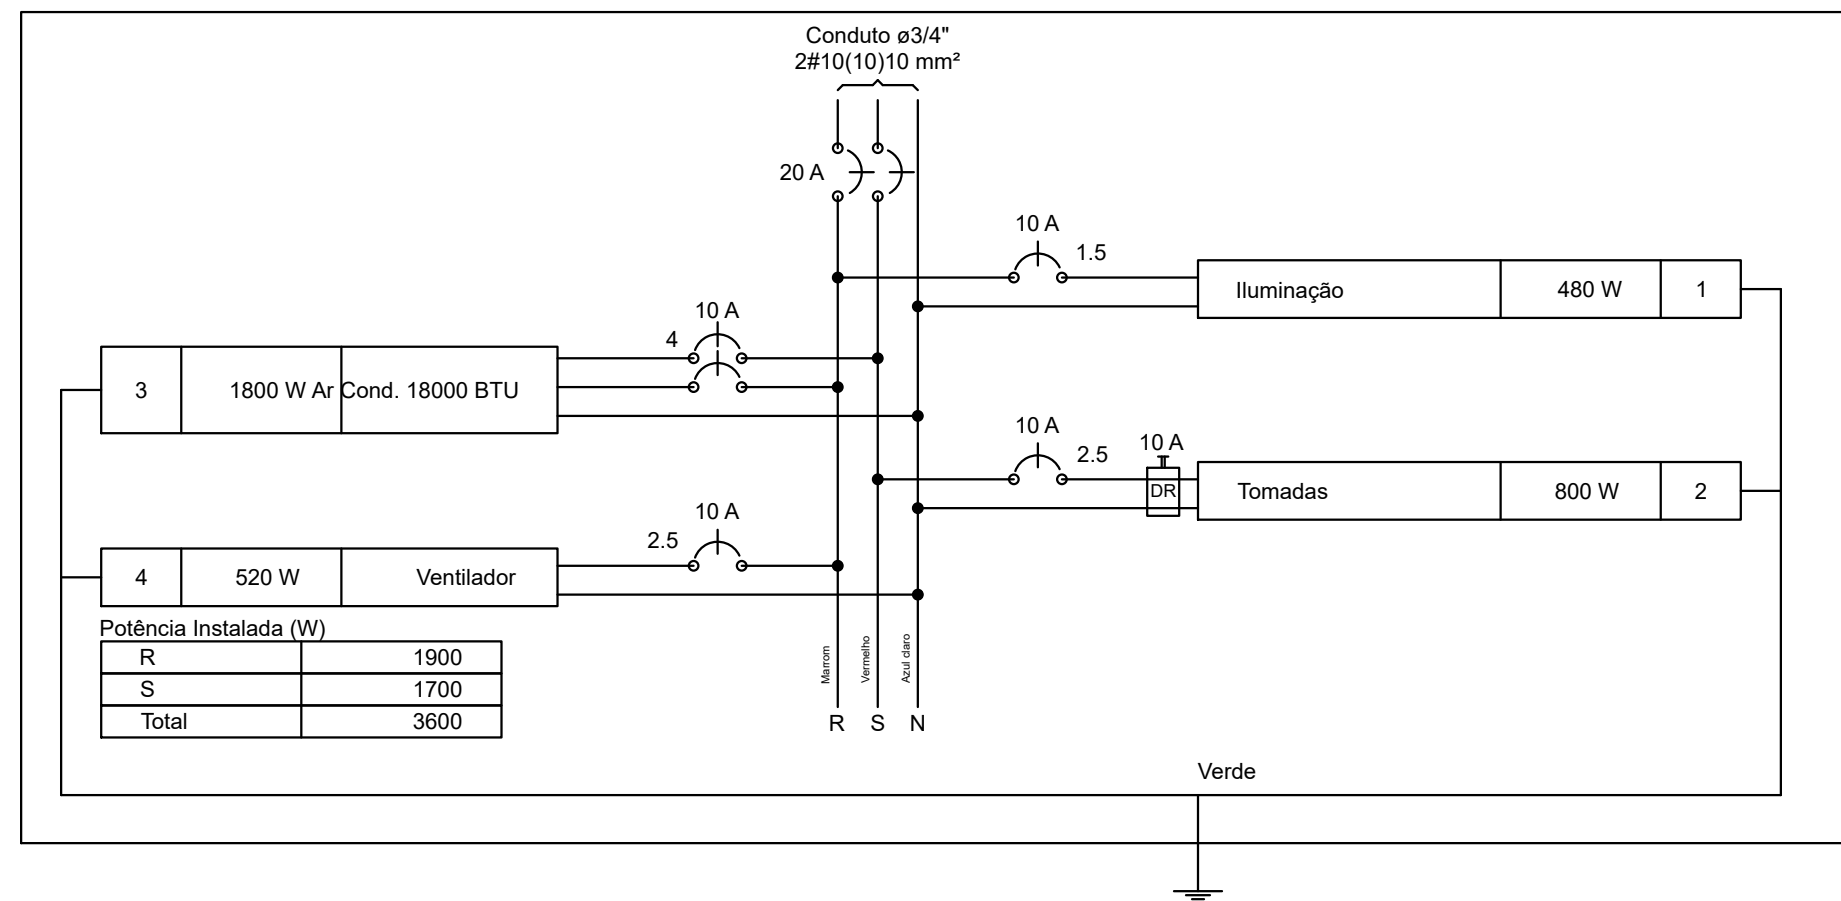 Conduto ø3/4"
2#10(10)10 mm²
20 A
10 A
1.5
Iluminação 480 W 1
10 A
4
3 1800 W Ar Cond. 18000 BTU
10 A
2.5
10 A
DR
Tomadas 800 W 2
10 A
2.5
4 520 W Ventilador
Potência Instalada (W)
R 1900
S 1700
Total 3600
Marrom
Vermelho
Azul claro
R S N
Verde